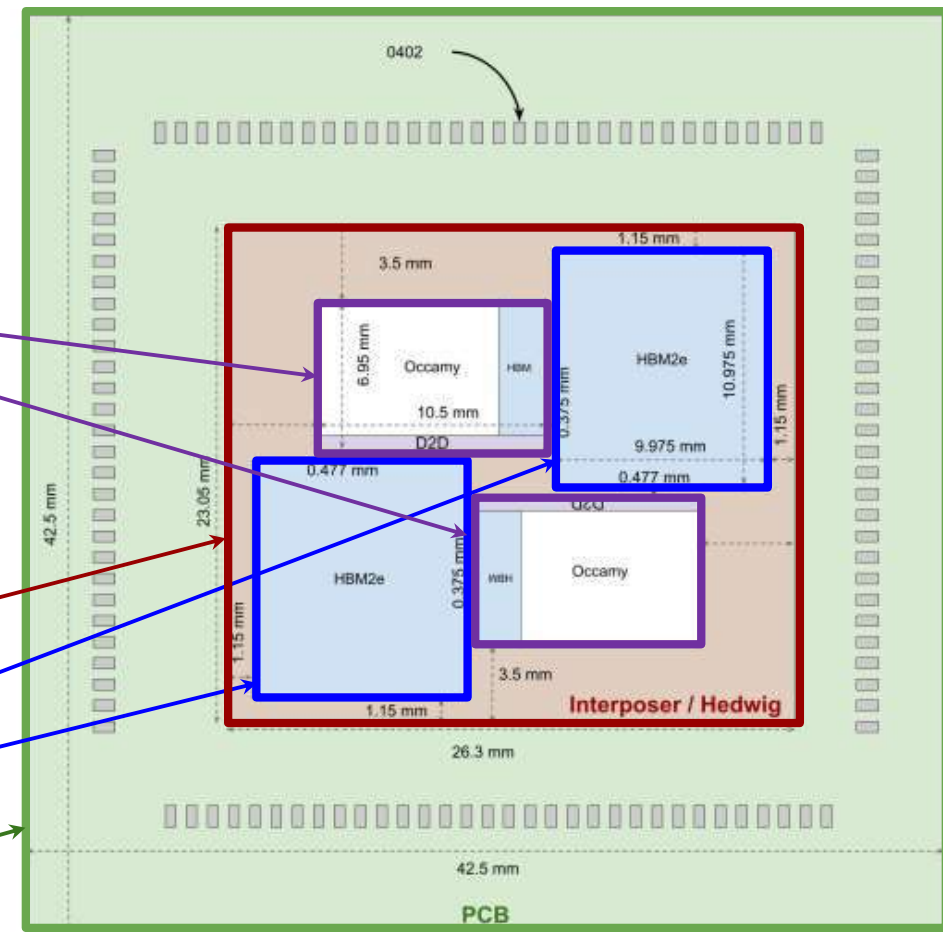 0402
1.15 mm
3.5 mm
6.95 mm
Occamy
HBM
HBM2e
10.975 mm
10.5 mm
0.375 mm
1.15 mm
D2D
9.975 mm
0.477 mm
0.477 mm
23.05 mm
42.5 mm
D2D
HBM2e
0.375 mm
HBM
Occamy
1.15 mm
3.5 mm
1.15 mm
Interposer / Hedwig
26.3 mm
42.5 mm
PCB